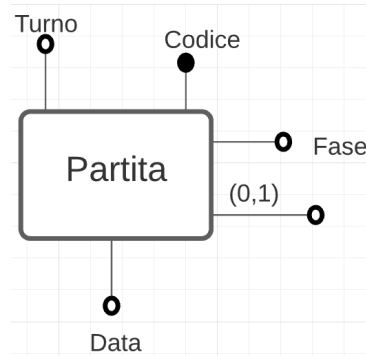 Turno
Codice
Partita
Fase
(0,1)
Data